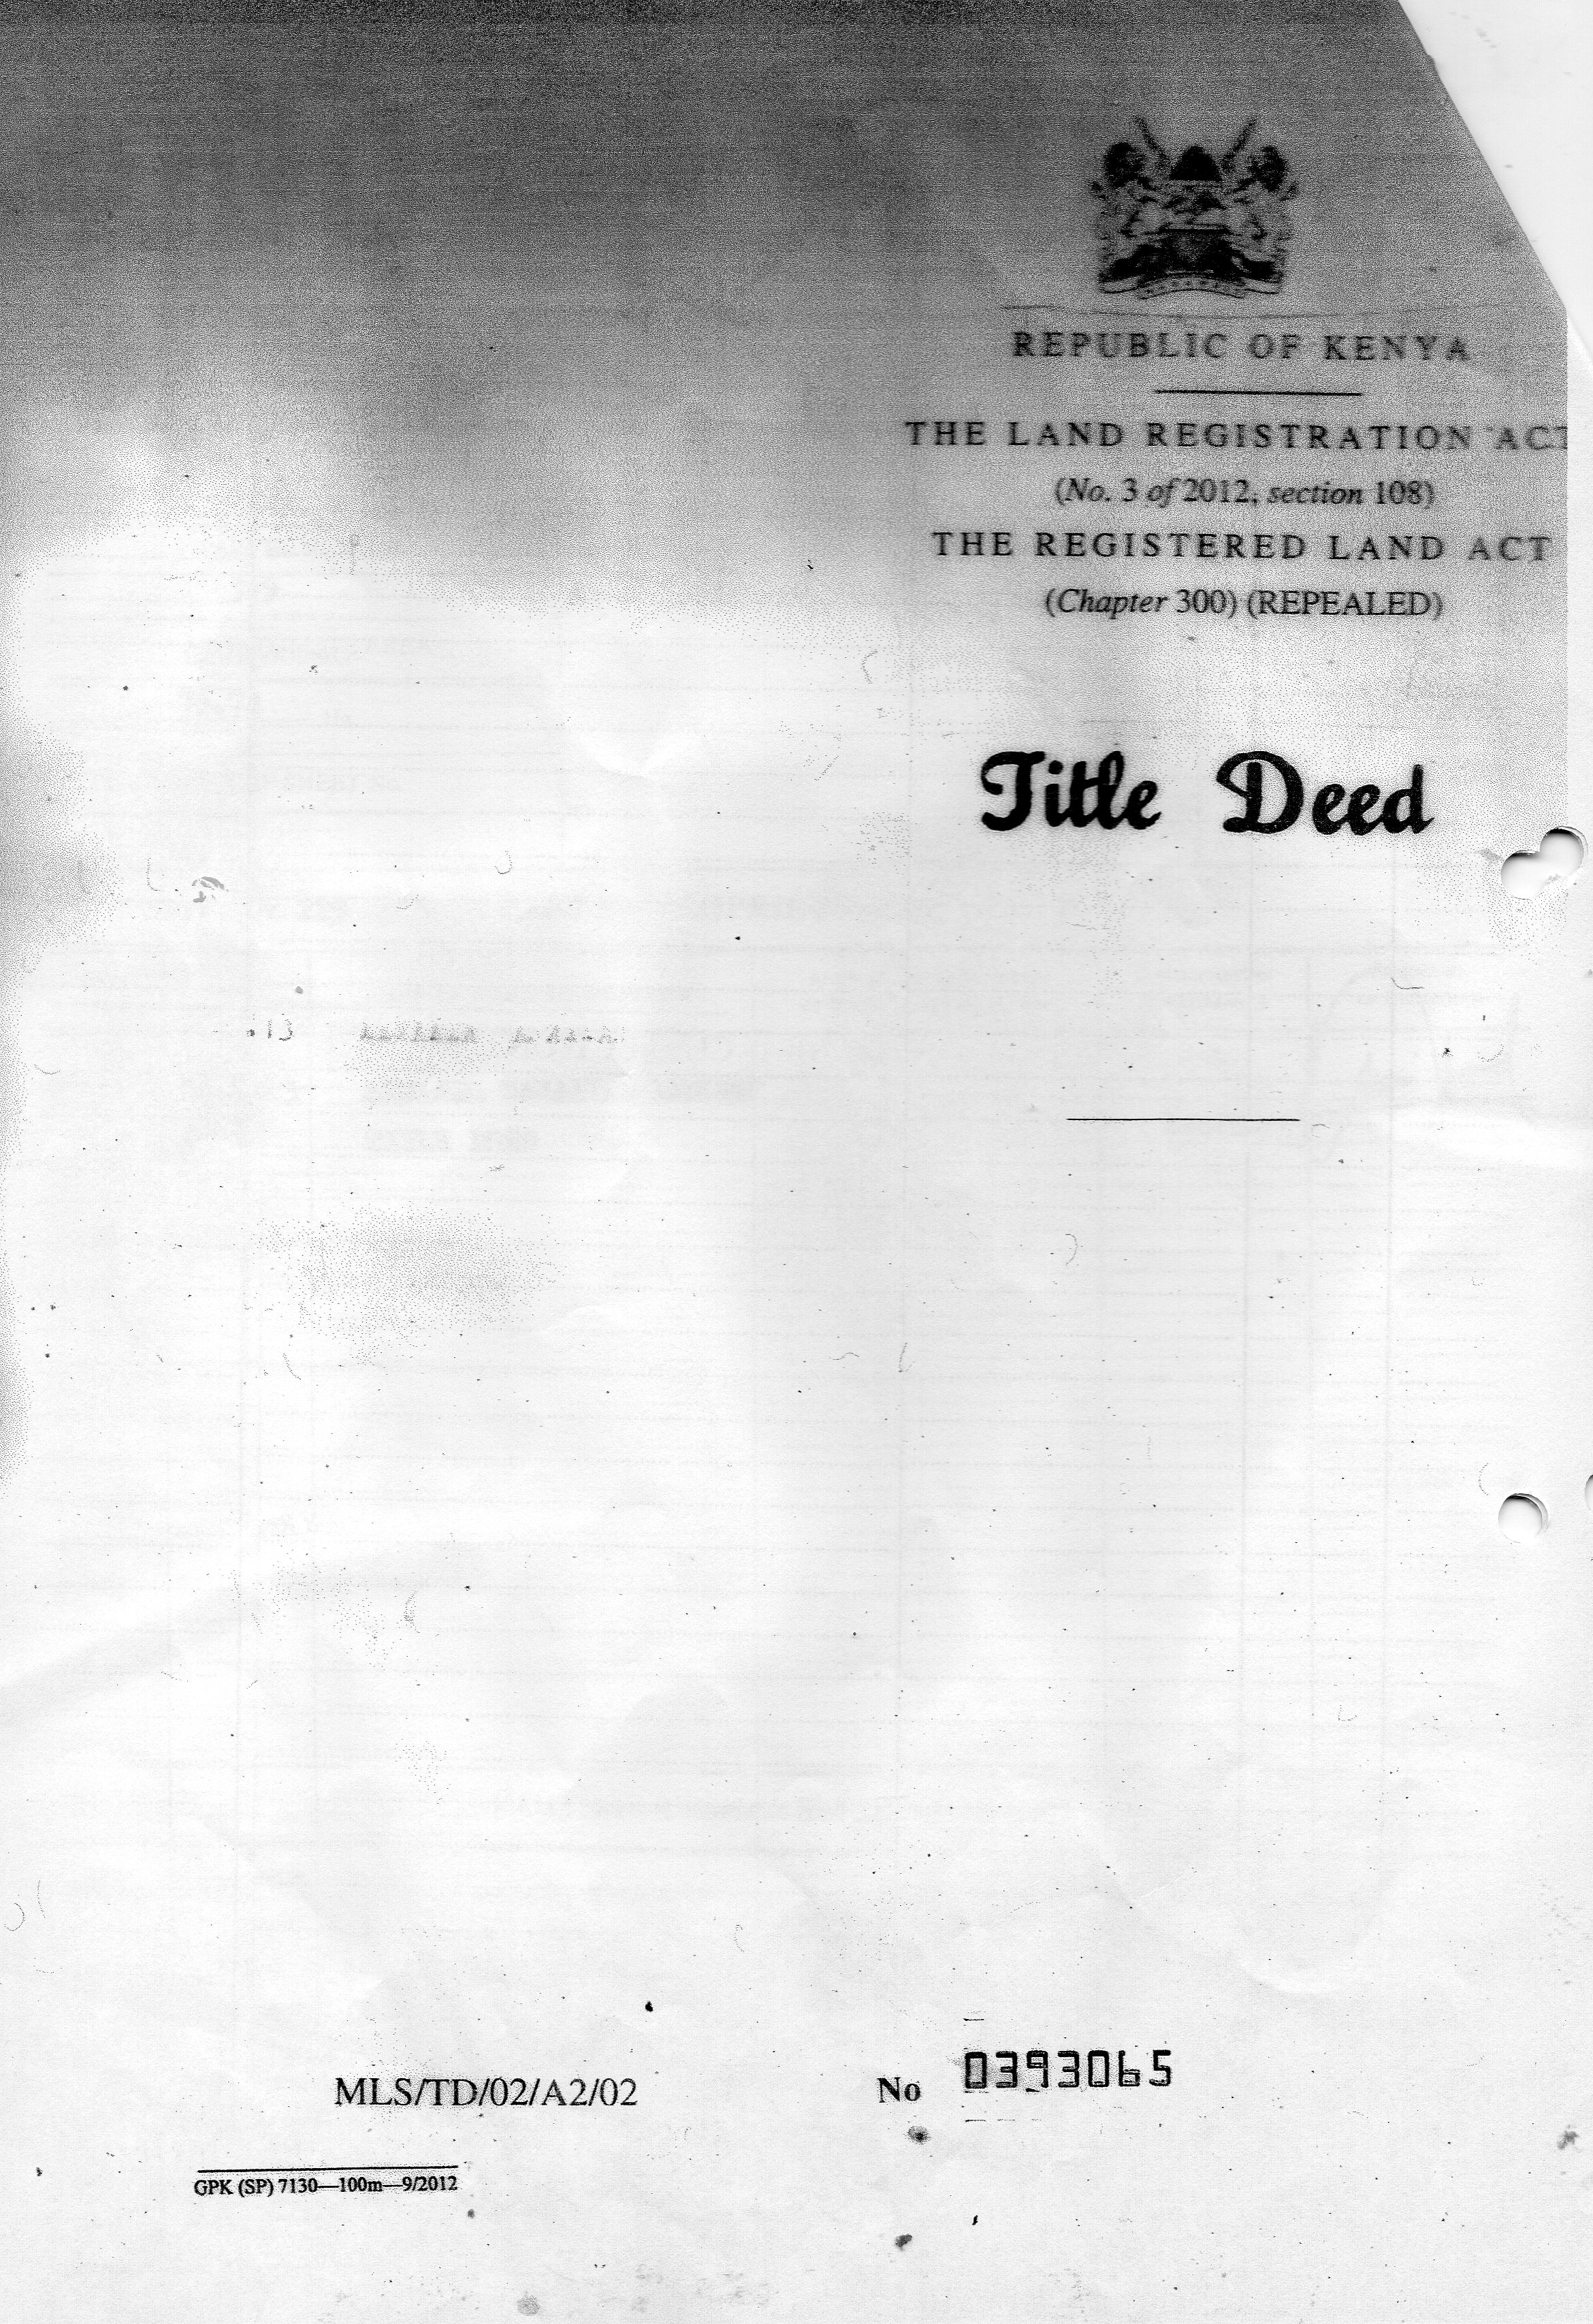 REPUBLIC OF KENYA
THE LAND REGISTRATION ACT
(No. 3 of 2012, section 108)
THE REGISTERED LAND ACT
(Chapter 300) (REPEALED)
Title Deed
MLS/TD/02/A2/02
No 0393065
GPK (SP) 7130—100m—9/2012